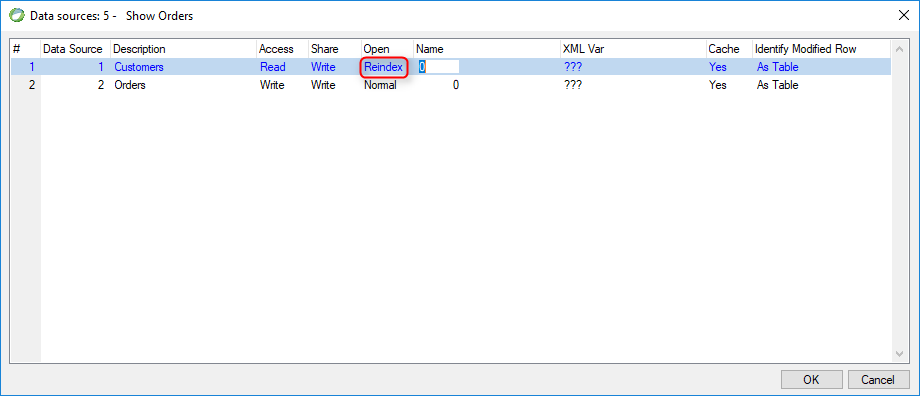 Data sources: 5 - Show Orders
# Data Source Description Access Share Open Name XML Var Cache Identify Modified Row
1 1 Customers Read Write Reindex 0 ??? Yes As Table
2 2 Orders Write Write Normal 0 ??? Yes As Table
OK Cancel